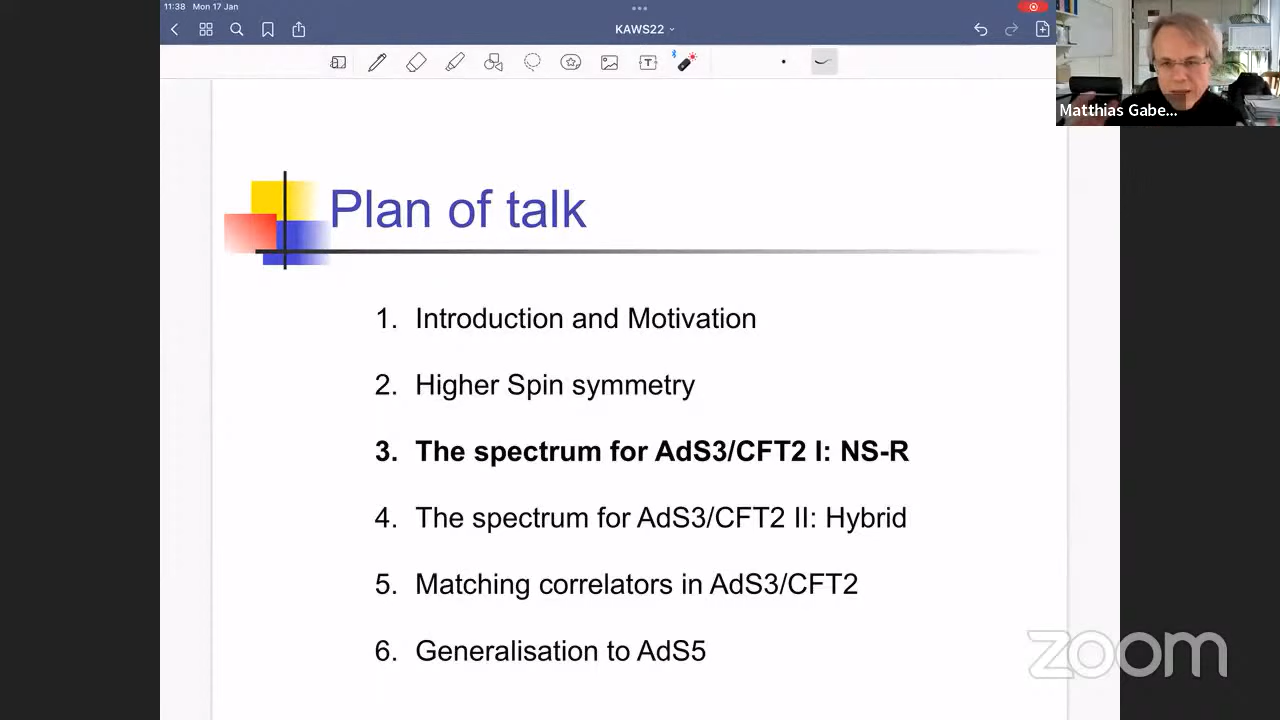 11:38 Mon 17 Jan
KAWS22
Matthias Gabe...
Plan of talk
1. Introduction and Motivation
2. Higher Spin symmetry
3. The spectrum for AdS3/CFT2 I: NS-R
4. The spectrum for AdS3/CFT2 II: Hybrid
5. Matching correlators in AdS3/CFT2
6. Generalisation to AdS5
zoom